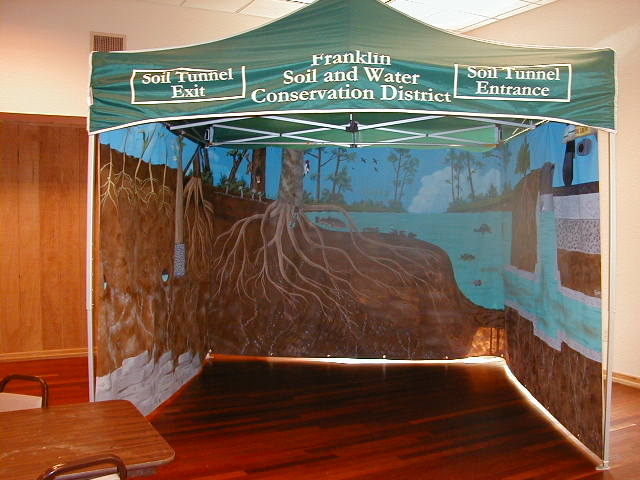 Soil Tunnel
Exit
Franklin
Soil and Water
Conservation District
Soil Tunnel
Entrance